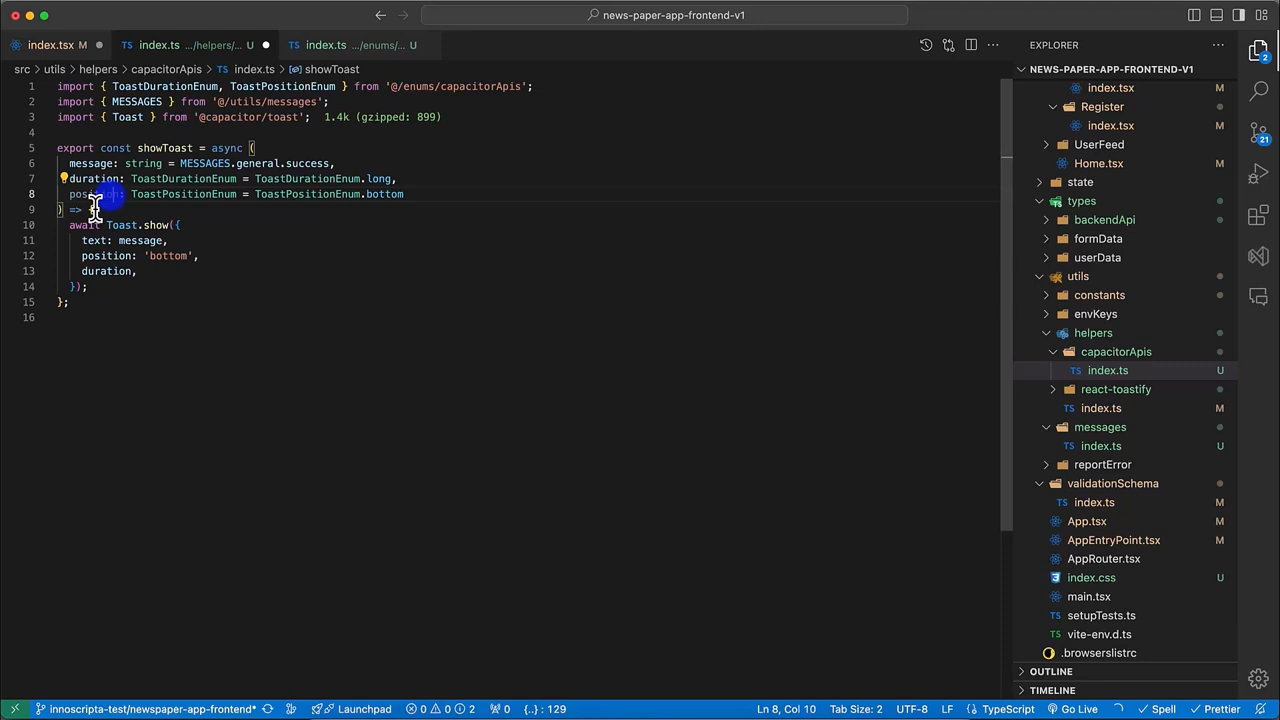 news-paper-app-frontend-v1
index.tsx M
index.ts .../helpers/... U
index.ts .../enums/... U
src > utils > helpers > capacitorApis > TS index.ts > showToast
1 import { ToastDurationEnum, ToastPositionEnum } from '@/enums/capacitorApis';
2 import { MESSAGES } from '@/utils/messages';
3 import { Toast } from '@capacitor/toast'; 1.4k (gzipped: 899)
4
5 export const showToast = async (
6 message: string = MESSAGES.general.success,
7 duration: ToastDurationEnum = ToastDurationEnum.long,
8 position: ToastPositionEnum = ToastPositionEnum.bottom
9 ) => {
10 await Toast.show({
11 text: message,
12 position: 'bottom',
13 duration,
14 });
15 };
16
EXPLORER
NEWS-PAPER-APP-FRONTEND-V1
index.tsx M
Register
index.tsx M
UserFeed
Home.tsx M
state
types
backendApi
formData
userData
utils
constants
envKeys
helpers
capacitorApis
TS index.ts U
react-toastify
TS index.ts M
messages
TS index.ts U
reportError
validationSchema
TS index.ts M
App.tsx M
AppEntryPoint.tsx M
AppRouter.tsx
index.css U
main.tsx
TS setupTests.ts
TS vite-env.d.ts
.browserslistrc
OUTLINE
TIMELINE
2
21
innoscripta-test/newspaper-app-frontend* Launchpad 0 0 2 0 {..} : 129 Ln 8, Col 10 Tab Size: 2 UTF-8 LF {} TypeScript Go Live Spell Prettier